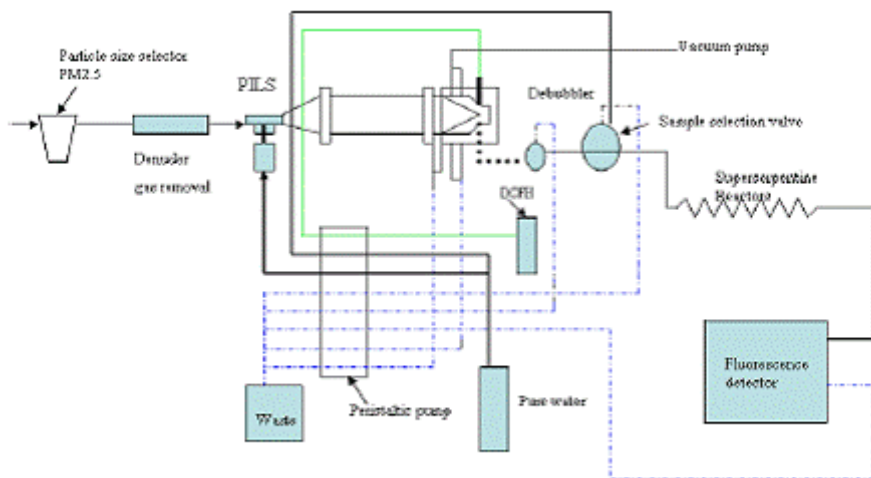 Particle size selector
PM2.5
PILS
Vacuum pump
Debubbler
Sample selection valve
Denuder
gas removal
DCFH
Superserpentine
Reactors
Fluorescence
detector
Waste
Peristaltic pump
Pure water